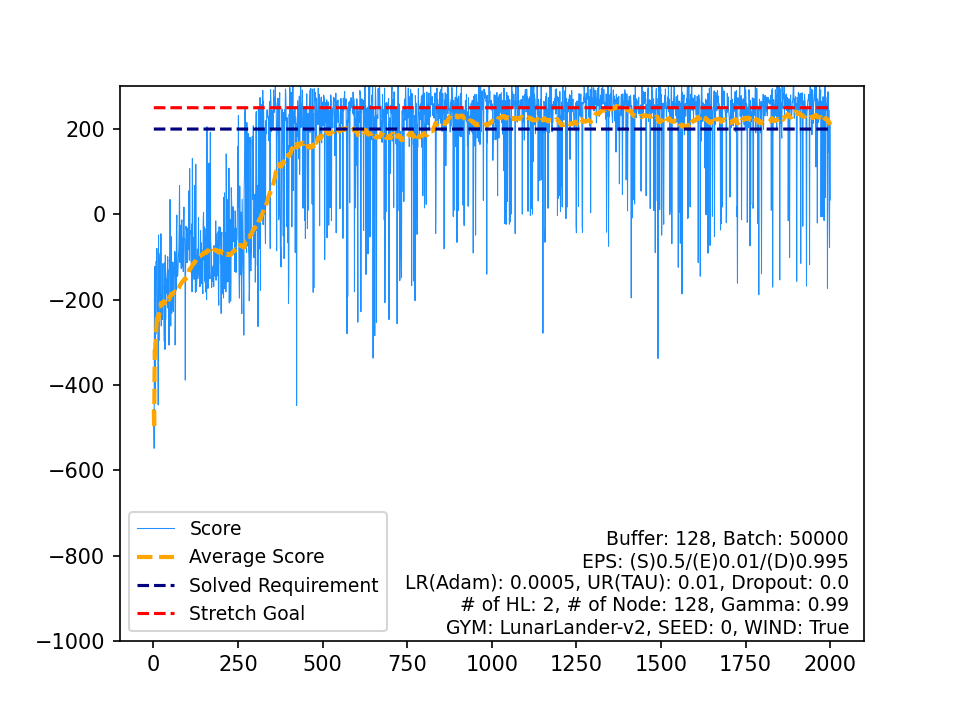 200
0
−200
−400
−600
−800
−1000
Score
Average Score
Solved Requirement
Stretch Goal
Buffer: 128, Batch: 50000
EPS: (S)0.5/(E)0.01/(D)0.995
LR(Adam): 0.0005, UR(TAU): 0.01, Dropout: 0.0
# of HL: 2, # of Node: 128, Gamma: 0.99
GYM: LunarLander-v2, SEED: 0, WIND: True
0 250 500 750 1000 1250 1500 1750 2000